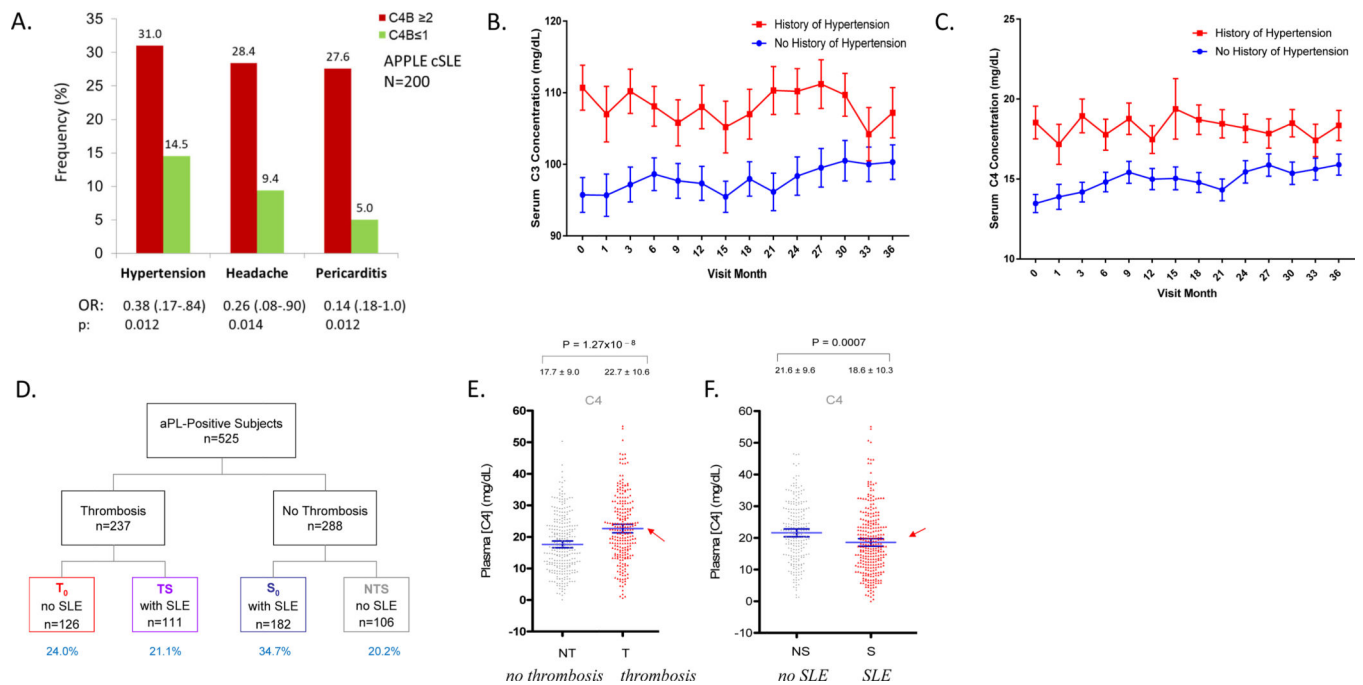 A.
C4B ≥2
C4B≤1
APPLE cSLE
N=200
Frequency (%)
35
30
25
20
15
10
5
0
31.0
14.5
28.4
9.4
27.6
5.0
Hypertension Headache Pericarditis
OR: 0.38 (.17-.84) 0.26 (.08-.90) 0.14 (.18-1.0)
p: 0.012 0.014 0.012
B.
History of Hypertension
No History of Hypertension
Serum C3 Concentration (mg/dL)
120
110
100
90
0 1 3 6 9 12 15 18 21 24 27 30 33 36
Visit Month
C.
History of Hypertension
No History of Hypertension
Serum C4 Concentration (mg/dL)
25
20
15
10
0 1 3 6 9 12 15 18 21 24 27 30 33 36
Visit Month
D.
aPL-Positive Subjects
n=525
Thrombosis
n=237
No Thrombosis
n=288
T0
no SLE
n=126
TS
with SLE
n=111
S0
with SLE
n=182
NTS
no SLE
n=106
24.0% 21.1% 34.7% 20.2%
E.
P = 1.27x10 − 8
17.7 ± 9.0 22.7 ± 10.6
C4
Plasma [C4] (mg/dL)
60
50
40
30
20
10
0
-10
NT T
no thrombosis thrombosis
F.
P = 0.0007
21.6 ± 9.6 18.6 ± 10.3
C4
Plasma [C4] (mg/dL)
60
50
40
30
20
10
0
-10
NS S
no SLE SLE